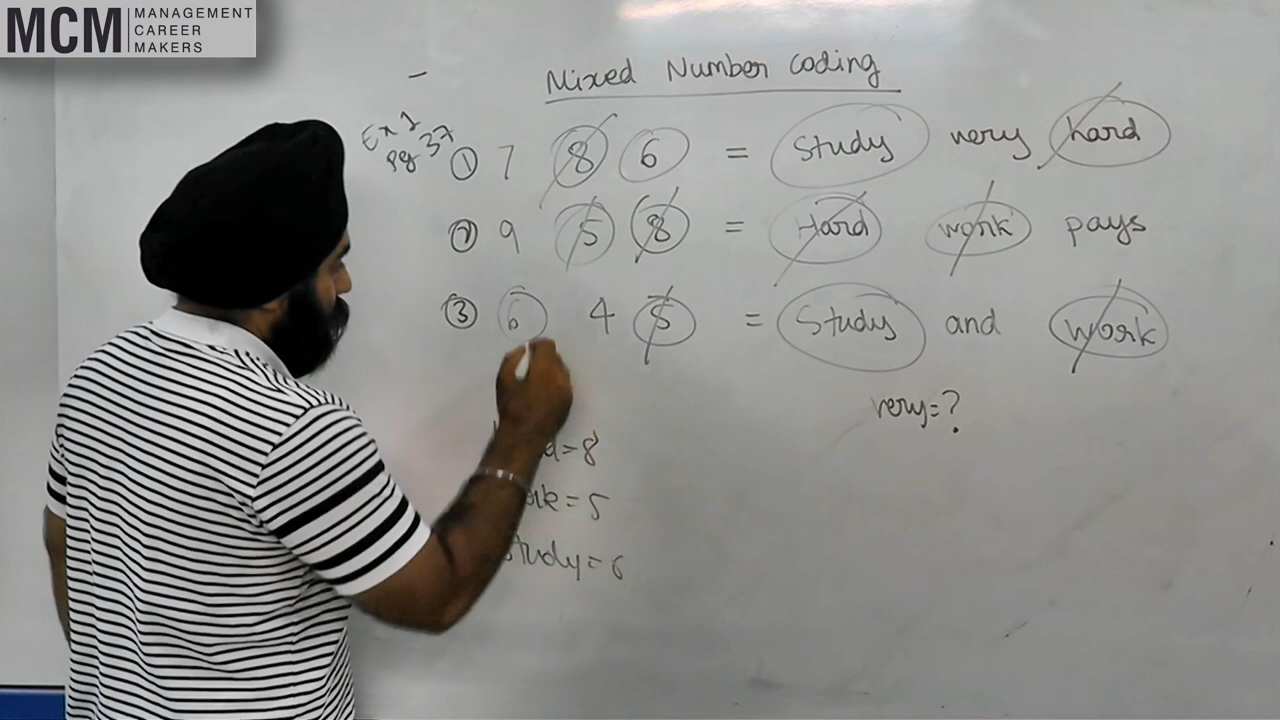 MCM MANAGEMENT
CAREER
MAKERS
Mixed Number Coding
Ex 1
pg 37
① 7 8 6 = Study very hard
② 9 5 8 = Hard work pays
③ 6 4 5 = Study and work
very=?
=8
=5
study=6